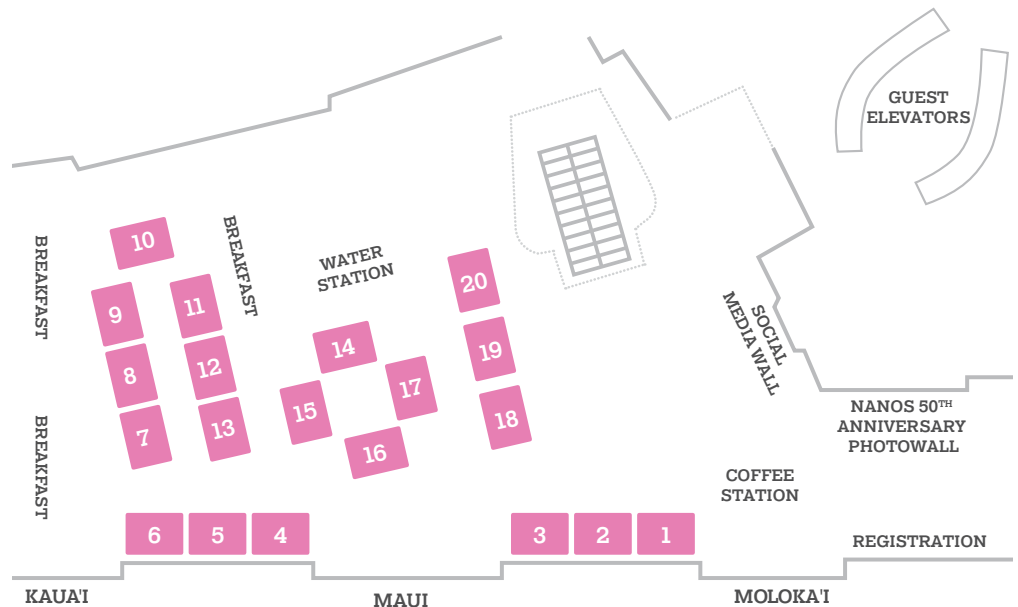 GUEST
ELEVATORS
BREAKFAST
BREAKFAST
BREAKFAST
WATER
STATION
10
9
11
8
12
7
13
14
15
17
16
20
19
18
SOCIAL
MEDIA WALL
NANOS 50TH
ANNIVERSARY
PHOTOWALL
COFFEE
STATION
6
5
4
3
2
1
REGISTRATION
KAUA'I
MAUI
MOLOKA'I